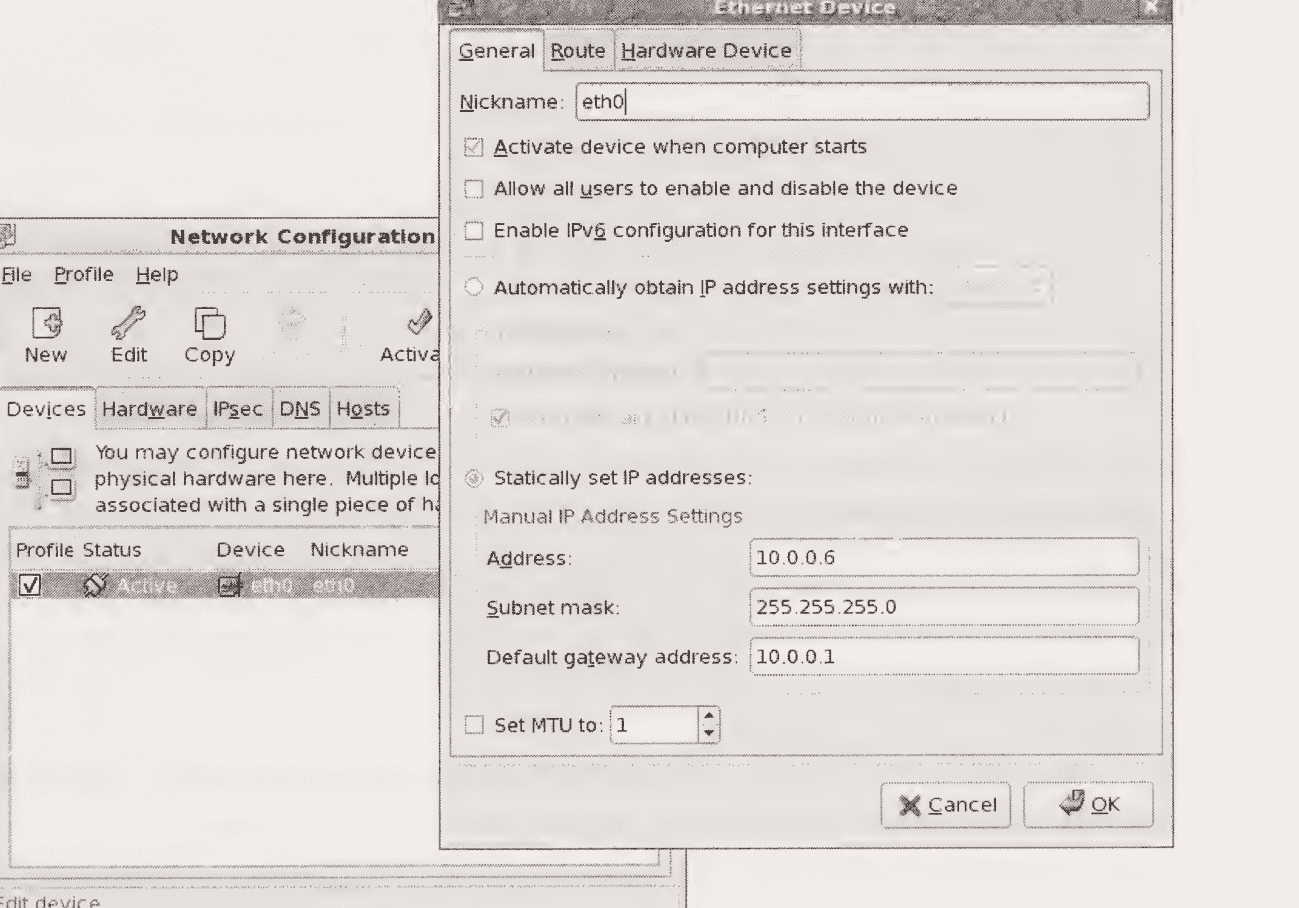 Ethernet Device
General Route Hardware Device
Nickname: eth0
Activate device when computer starts
Allow all users to enable and disable the device
Enable IPv6 configuration for this interface
Automatically obtain IP address settings with:
Statically set IP addresses:
Manual IP Address Settings
Address: 10.0.0.6
Subnet mask: 255.255.255.0
Default gateway address: 10.0.0.1
Set MTU to: 1
Cancel OK
Network Configuration
File Profile Help
New Edit Copy Activa
Devices Hardware IPsec DNS Hosts
You may configure network device
physical hardware here. Multiple lo
associated with a single piece of ha
Profile Status Device Nickname
Active eth0 eth0
Edit device